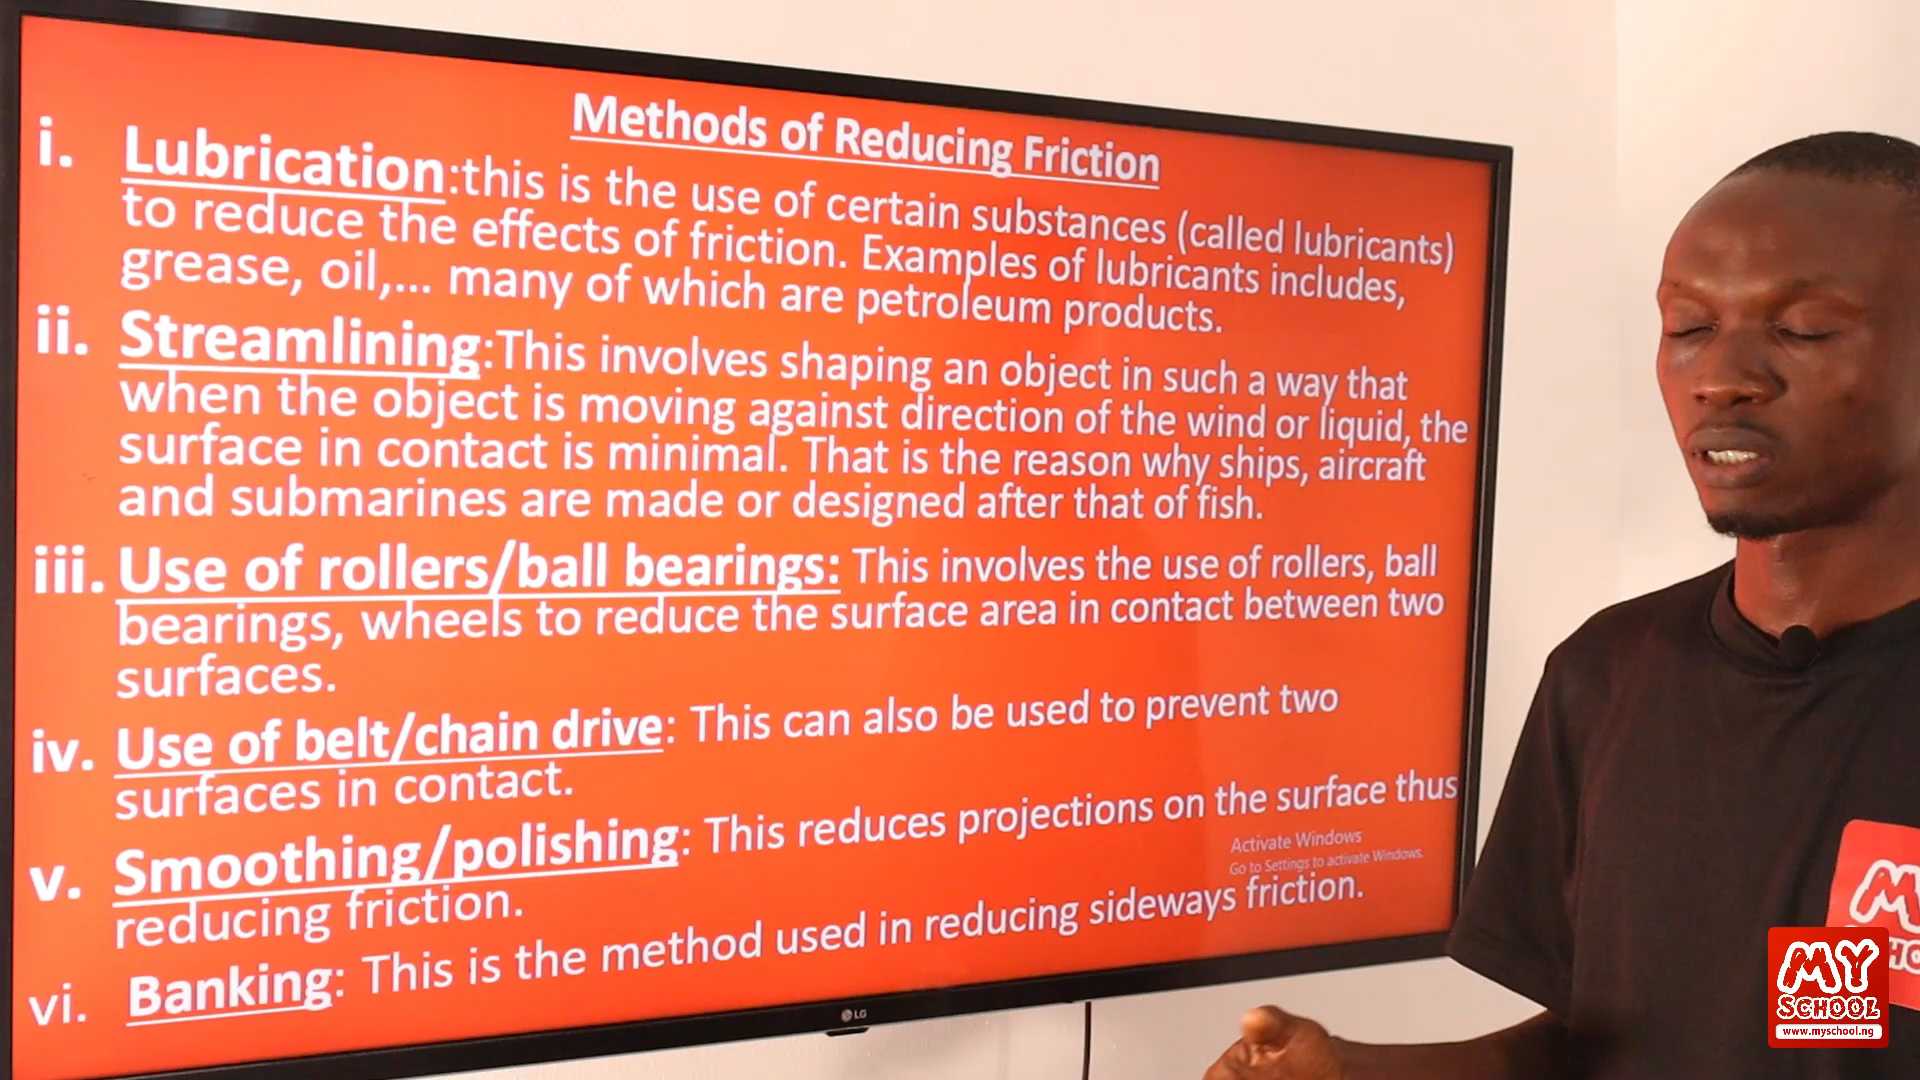 Methods of Reducing Friction
i. Lubrication:this is the use of certain substances (called lubricants)
to reduce the effects of friction. Examples of lubricants includes,
grease, oil,... many of which are petroleum products.
ii. Streamlining:This involves shaping an object in such a way that
when the object is moving against direction of the wind or liquid, the
surface in contact is minimal. That is the reason why ships, aircraft
and submarines are made or designed after that of fish.
iii. Use of rollers/ball bearings: This involves the use of rollers, ball
bearings, wheels to reduce the surface area in contact between two
surfaces.
iv. Use of belt/chain drive: This can also be used to prevent two
surfaces in contact.
v. Smoothing/polishing: This reduces projections on the surface thus
reducing friction.
vi. Banking: This is the method used in reducing sideways friction.
Activate Windows
Go to Settings to activate Windows.
LG
MY
SCHOOL
www.myschool.ng